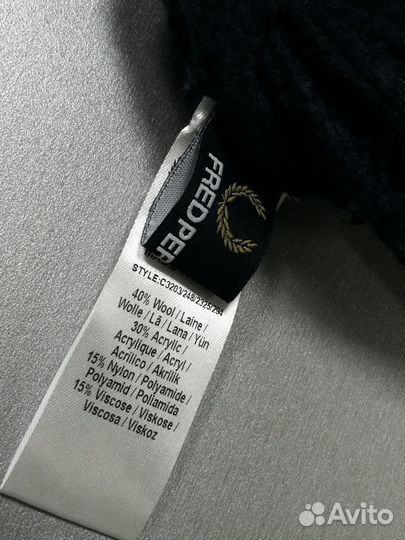 FRED PER
STYLE:C3203/248/2325/294
40% Wool / Laine /
Wolle / Lã / Lana / Yün
30% Acrylic /
Acrylique / Acryl /
Acrilico / Akrilik
15% Nylon / Polyamide /
Polyamid / Poliamida
15% Viscose / Viskose /
Viscosa / Viskoz
Avito